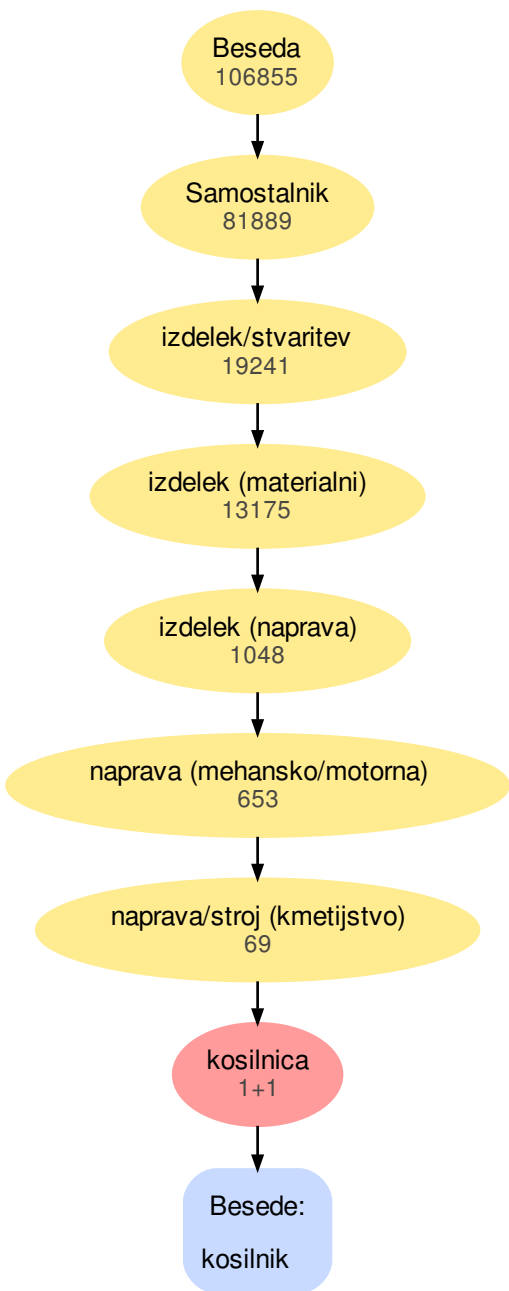 Beseda
106855
Samostalnik
81889
izdelek/stvaritev
19241
izdelek (materialni)
13175
izdelek (naprava)
1048
naprava (mehansko/motorna)
653
naprava/stroj (kmetijstvo)
69
kosilnica
1+1
Besede:
kosilnik